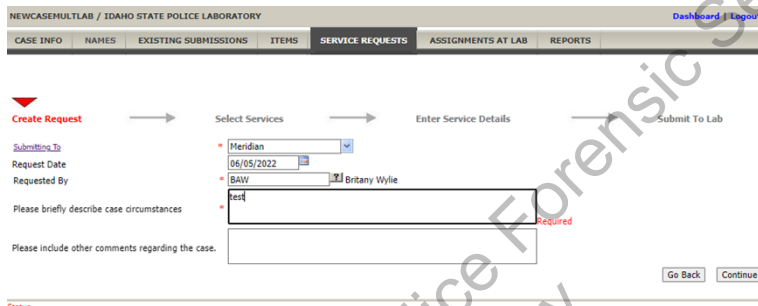 NEWCASEMULTLAB / IDAHO STATE POLICE LABORATORY Dashboard | Logout
CASE INFO NAMES EXISTING SUBMISSIONS ITEMS SERVICE REQUESTS ASSIGNMENTS AT LAB REPORTS
Create Request Select Services Enter Service Details Submit To Lab
Submitting To * Meridian
Request Date 06/05/2022
Requested By * BAW ? Britany Wylie
Please briefly describe case circumstances * test
Required
Please include other comments regarding the case.
Go Back Continue